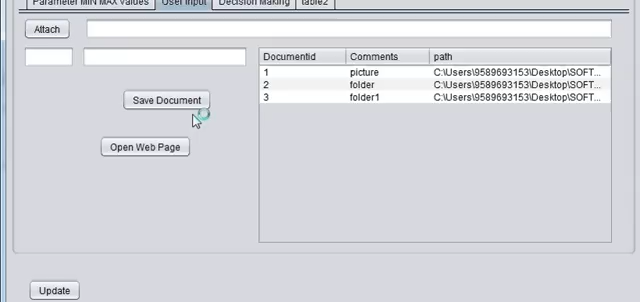 Parameter MIN MAX values User Input Decision Making table2
Attach
Documentid Comments path
1 picture C:\Users\9589693153\Desktop\SOFT...
2 folder C:\Users\9589693153\Desktop\SOFT...
3 folder1 C:\Users\9589693153\Desktop\SOFT...
Save Document
Open Web Page
Update